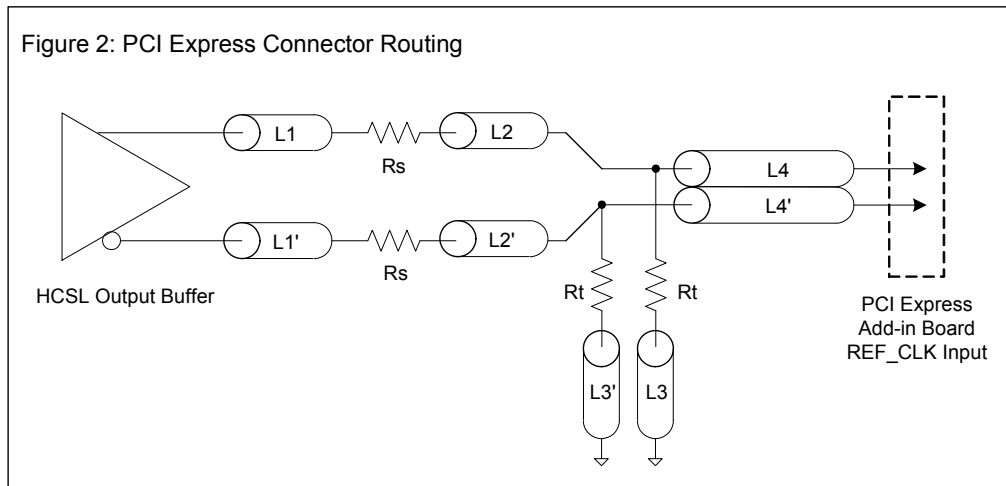 Figure 2: PCI Express Connector Routing
L1
Rs
L2
L4
L4'
L1'
Rs
L2'
HCSL Output Buffer
Rt
Rt
L3'
L3
PCI Express
Add-in Board
REF_CLK Input